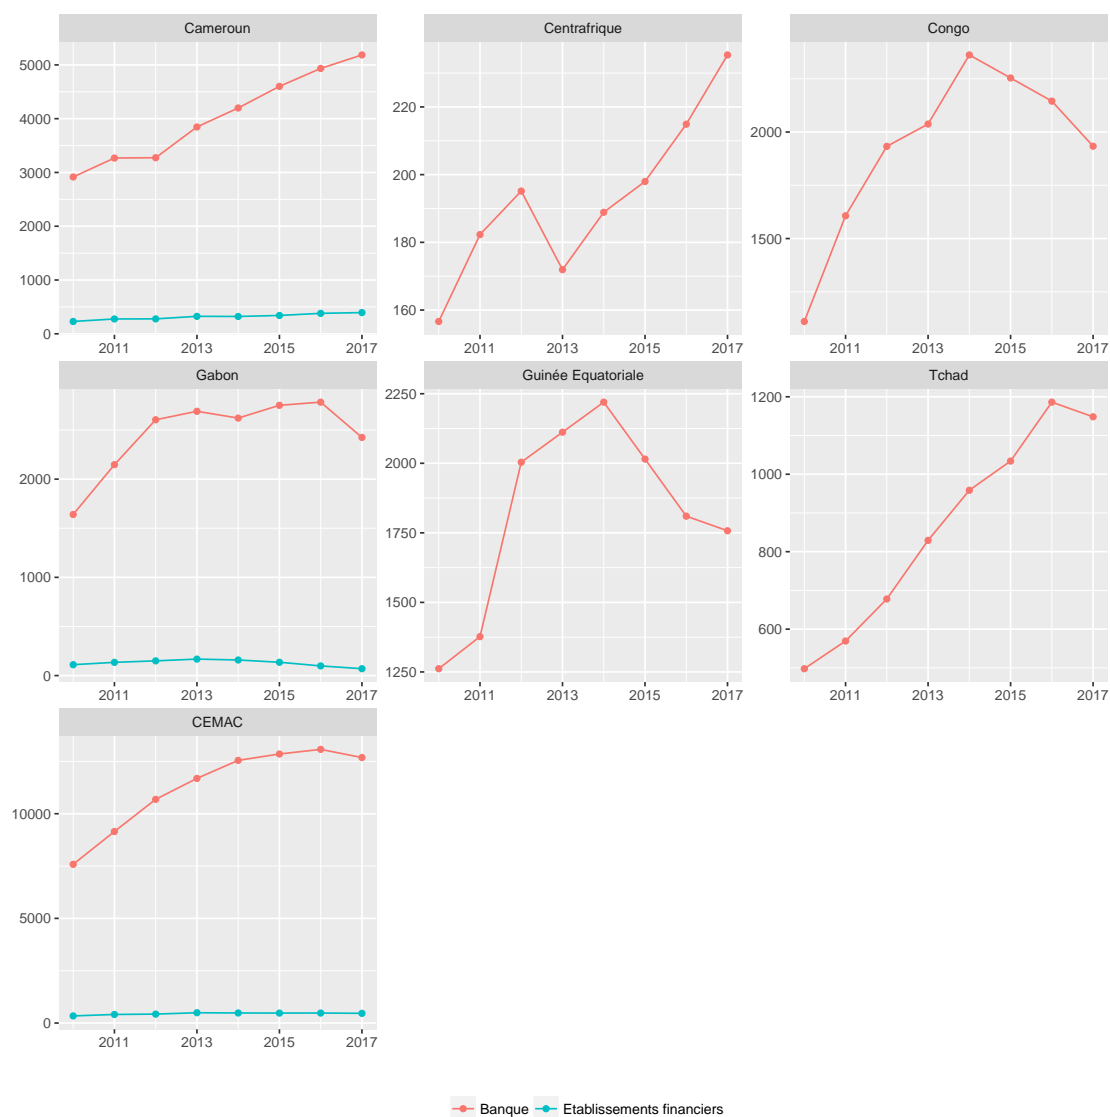 Cameroun
Centrafrique
Congo
5000
4000
3000
2000
1000
0
220
200
180
160
2000
1500
2011 2013 2015 2017
2011 2013 2015 2017
2011 2013 2015 2017
Gabon
Guinée Equatoriale
Tchad
2000
1000
0
2250
2000
1750
1500
1250
1200
1000
800
600
2011 2013 2015 2017
2011 2013 2015 2017
2011 2013 2015 2017
CEMAC
10000
5000
0
2011 2013 2015 2017
Banque Etablissements financiers